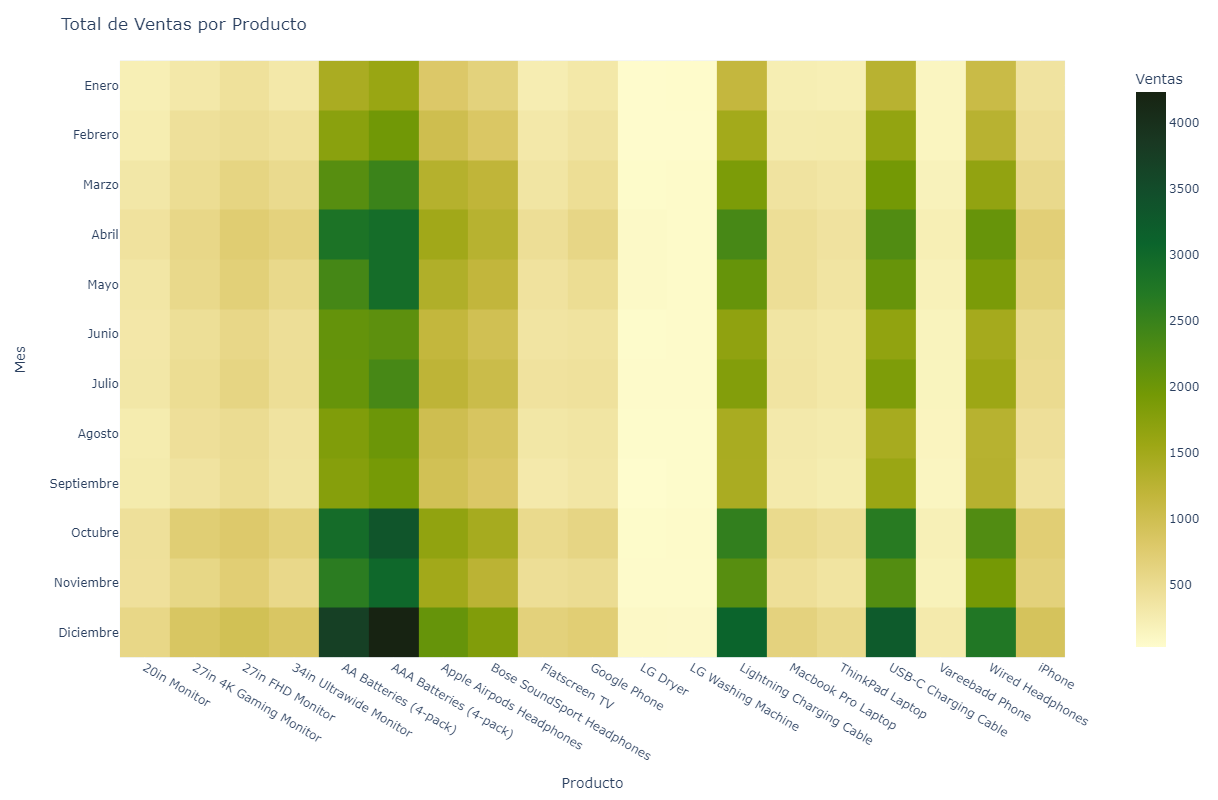 Total de Ventas por Producto
Ventas
Mes
Enero
Febrero
Marzo
Abril
Mayo
Junio
Julio
Agosto
Septiembre
Octubre
Noviembre
Diciembre
4000
3500
3000
2500
2000
1500
1000
500
20in Monitor
27in 4K Gaming Monitor
27in FHD Monitor
34in Ultrawide Monitor
AA Batteries (4-pack)
AAA Batteries (4-pack)
Apple Airpods Headphones
Bose SoundSport Headphones
Flatscreen TV
Google Phone
LG Dryer
LG Washing Machine
Lightning Charging Cable
Macbook Pro Laptop
ThinkPad Laptop
USB-C Charging Cable
Vareebadd Phone
Wired Headphones
iPhone
Producto